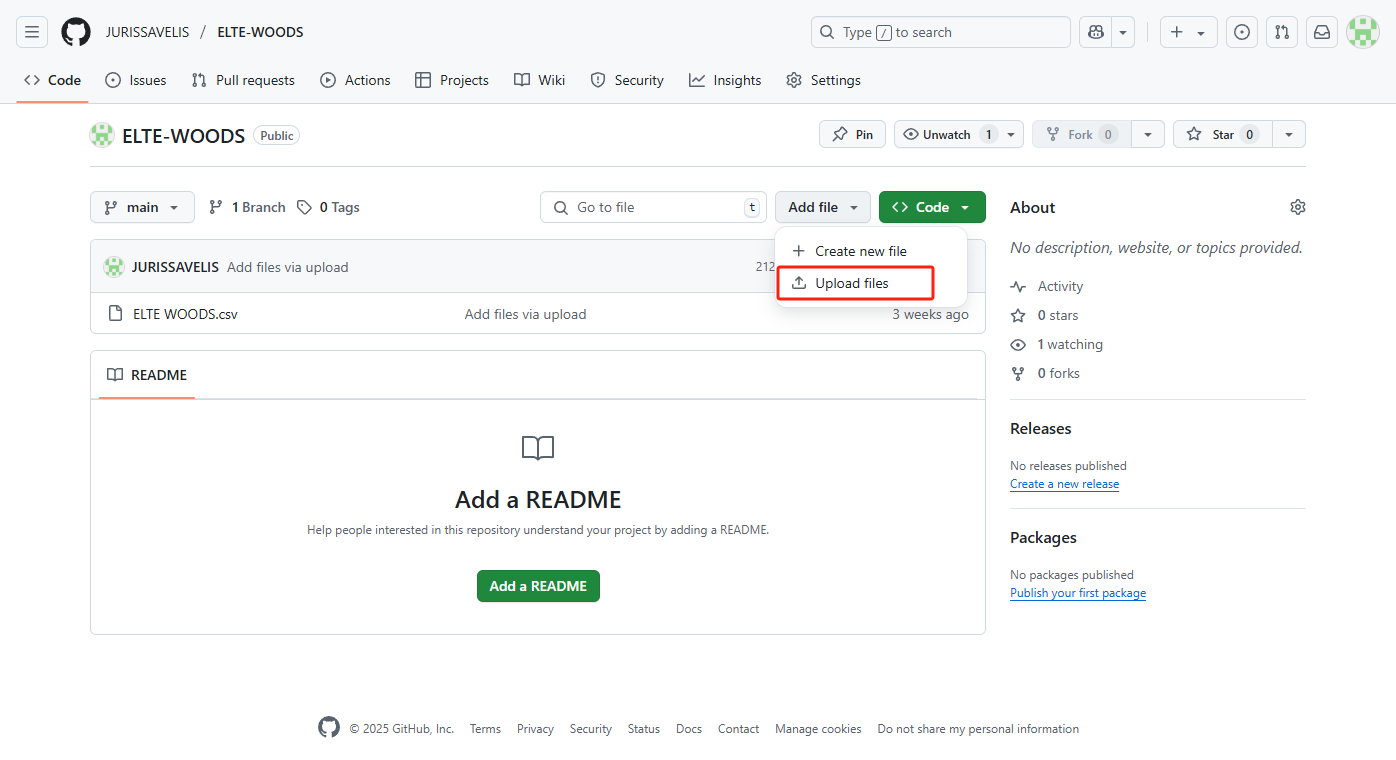 JURISSAVELIS / ELTE-WOODS
Type / to search
Code Issues Pull requests Actions Projects Wiki Security Insights Settings
ELTE-WOODS Public
Pin Unwatch 1 Fork 0 Star 0
main 1 Branch 0 Tags Go to file t Add file Code
Create new file
Upload files
JURISSAVELIS Add files via upload 212
ELTE WOODS.csv Add files via upload 3 weeks ago
README
Add a README
Help people interested in this repository understand your project by adding a README.
Add a README
About
No description, website, or topics provided.
Activity
0 stars
1 watching
0 forks
Releases
No releases published
Create a new release
Packages
No packages published
Publish your first package
© 2025 GitHub, Inc. Terms Privacy Security Status Docs Contact Manage cookies Do not share my personal information